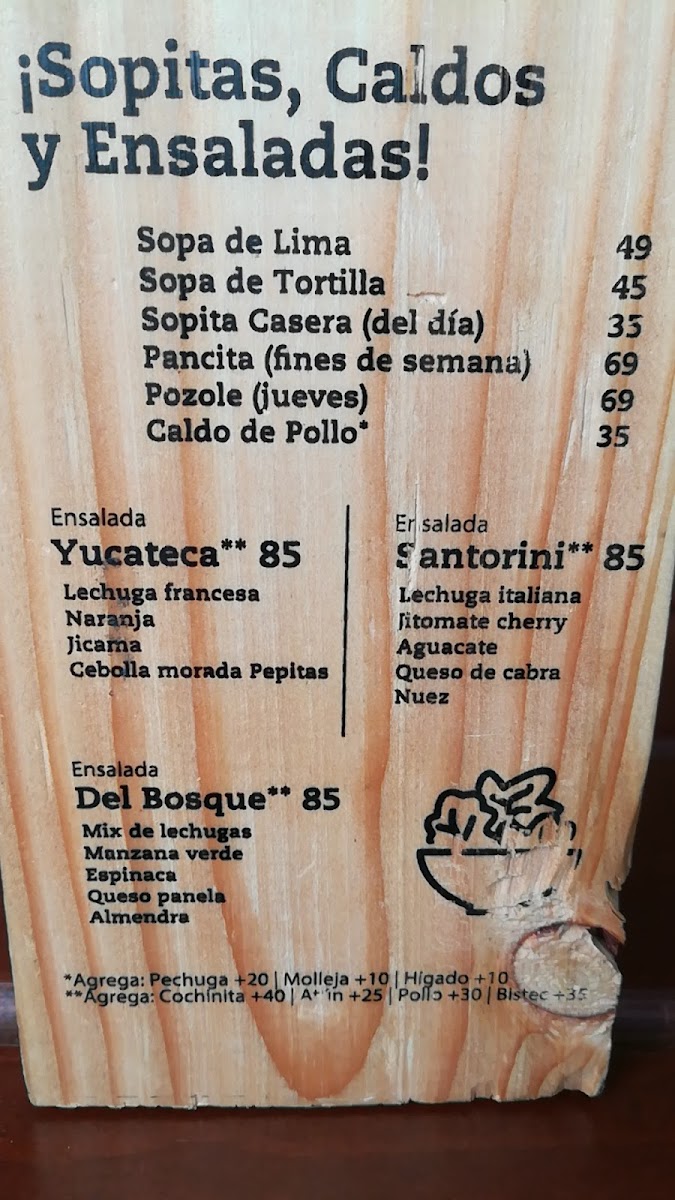 ¡Sopitas, Caldos
y Ensaladas!
Sopa de Lima 49
Sopa de Tortilla 45
Sopita Casera (del día) 35
Pancita (fines de semana) 69
Pozole (jueves) 69
Caldo de Pollo* 35
Ensalada
Yucateca** 85
Lechuga francesa
Naranja
Jicama
Cebolla morada Pepitas
Ensalada
Santorini** 85
Lechuga italiana
Jitomate cherry
Aguacate
Queso de cabra
Nuez
Ensalada
Del Bosque** 85
Mix de lechugas
Manzana verde
Espinaca
Queso panela
Almendra
*Agrega: Pechuga +20 | Molleja +10 | Hígado +10
**Agrega: Cochinita +40 | Atún +25 | Pollo +30 | Bistec +35